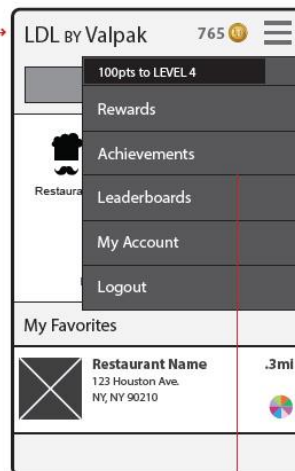 LDL BY Valpak 765
100pts to LEVEL 4
Rewards
Achievements
Restaura
Leaderboards
My Account
Logout
My Favorites
Restaurant Name .3mi
123 Houston Ave.
NY, NY 90210